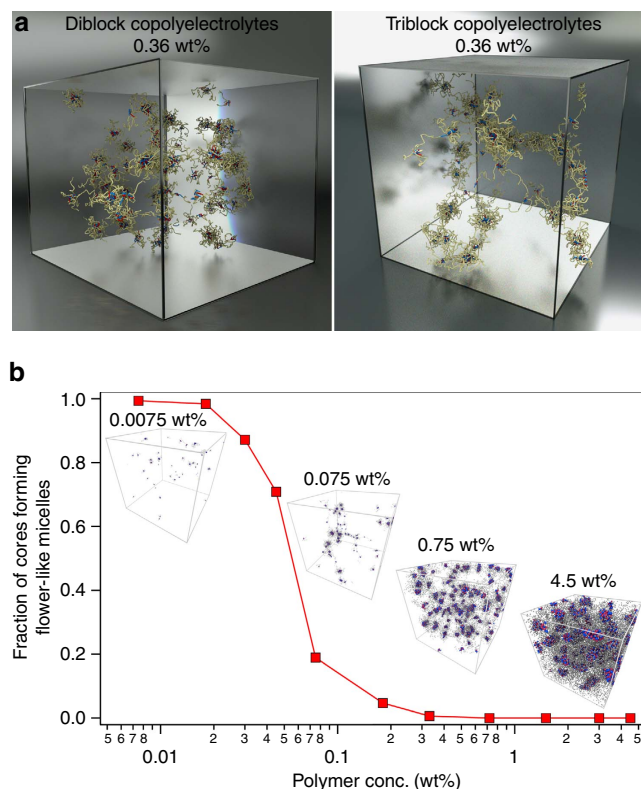 a
Diblock copolyelectrolytes
0.36 wt%
Triblock copolyelectrolytes
0.36 wt%
b
Fraction of cores forming
flower-like micelles
1.0
0.8
0.6
0.4
0.2
0.0
0.0075 wt%
0.075 wt%
0.75 wt%
4.5 wt%
5 6 7 8 2 3 4 5 6 7 8 2 3 4 5 6 7 8 2 3 4 5
0.01 0.1 1
Polymer conc. (wt%)